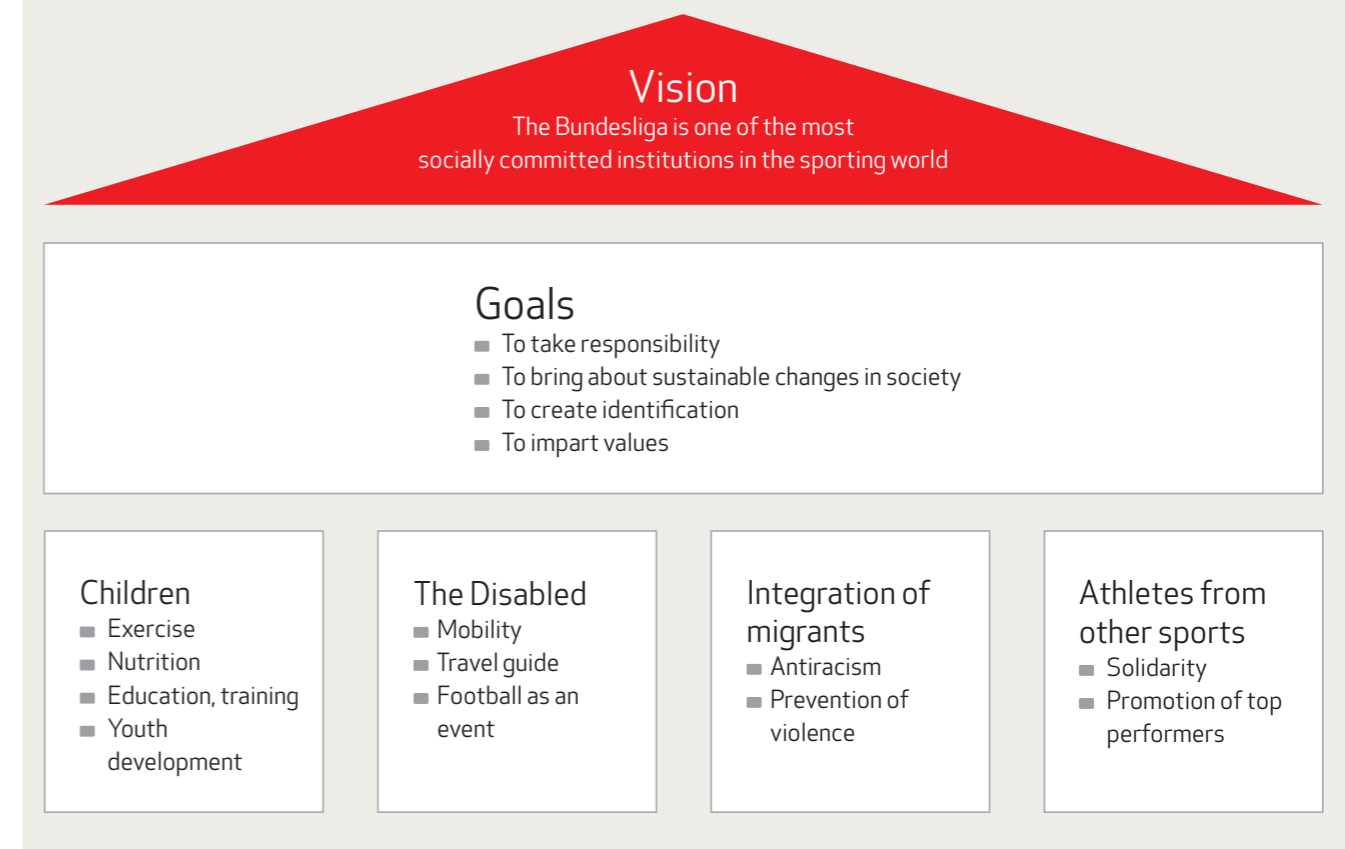 Vision
The Bundesliga is one of the most
socially committed institutions in the sporting world
Goals
To take responsibility
To bring about sustainable changes in society
To create identification
To impart values
Children
Exercise
Nutrition
Education, training
Youth
development
The Disabled
Mobility
Travel guide
Football as an
event
Integration of
migrants
Antiracism
Prevention of
violence
Athletes from
other sports
Solidarity
Promotion of top
performers